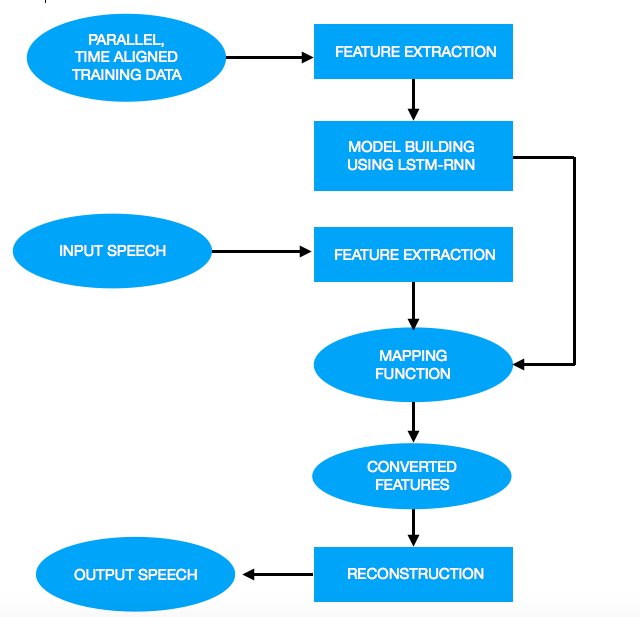 PARALLEL,
TIME ALIGNED
TRAINING DATA
FEATURE EXTRACTION
MODEL BUILDING
USING LSTM-RNN
INPUT SPEECH
FEATURE EXTRACTION
MAPPING
FUNCTION
CONVERTED
FEATURES
OUTPUT SPEECH
RECONSTRUCTION